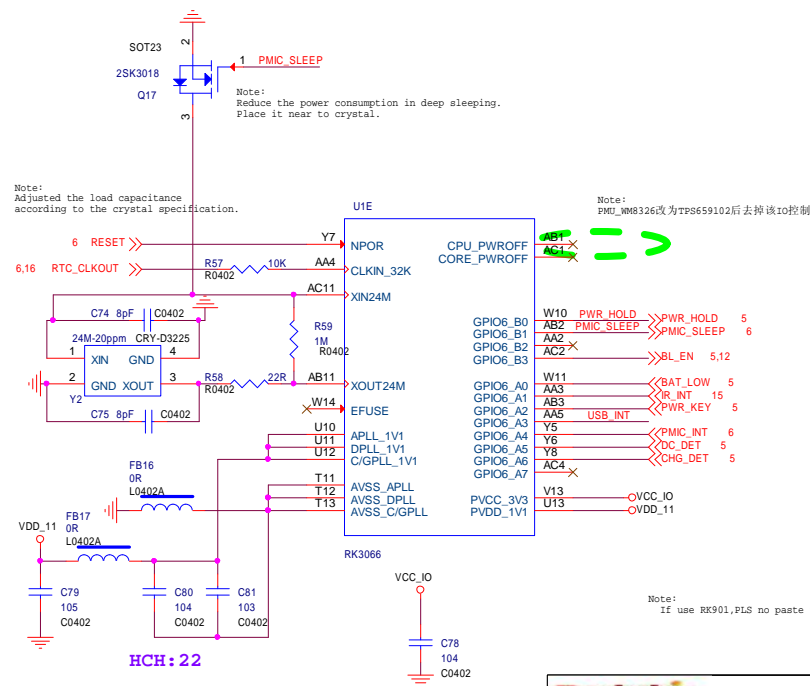 2
SOT23
1 PMIC_SLEEP
2SK3018
Q17
Note:
Reduce the power consumption in deep sleeping.
Place it near to crystal.
3
Note:
Adjusted the load capacitance
according to the crystal specification.
U1E
Note:
PMU_WM8326改为TPS659102后去掉该IO控制
6 RESET
Y7 NPOR
CPU_PWROFF AB1
CORE_PWROFF AC1
6,16 RTC_CLKOUT
R57 10K
R0402
AA4 CLKIN_32K
AC11 XIN24M
C74 8pF C0402
24M-20ppm CRY-D3225
1 XIN GND 4
2 GND XOUT 3
Y2
R59
1M
R0402
R58 22R
R0402
AB11 XOUT24M
C75 8pF C0402
W14 EFUSE
U10 APLL_1V1
U11 DPLL_1V1
U12 C/GPLL_1V1
T11 AVSS_APLL
T12 AVSS_DPLL
T13 AVSS_C/GPLL
GPIO6_B0 W10 PWR_HOLD PWR_HOLD 5
GPIO6_B1 AB2 PMIC_SLEEP PMIC_SLEEP 6
GPIO6_B2 AA2
GPIO6_B3 AC2 BL_EN 5,12
GPIO6_A0 W11 BAT_LOW 5
GPIO6_A1 AA3 IR_INT 15
GPIO6_A2 AB3 PWR_KEY 5
GPIO6_A3 AA5 USB_INT
GPIO6_A4 Y5 PMIC_INT 6
GPIO6_A5 Y6 DC_DET 5
GPIO6_A6 Y8 CHG_DET 5
GPIO6_A7 AC4
PVCC_3V3 V13 VCC_IO
PVDD_1V1 U13 VDD_11
FB16
0R
L0402A
FB17
0R
L0402A
VDD_11
RK3066
C79
105
C0402
C80
104
C0402
C81
103
C0402
VCC_IO
C78
104
C0402
Note:
If use RK901,PLS no paste
HCH:22